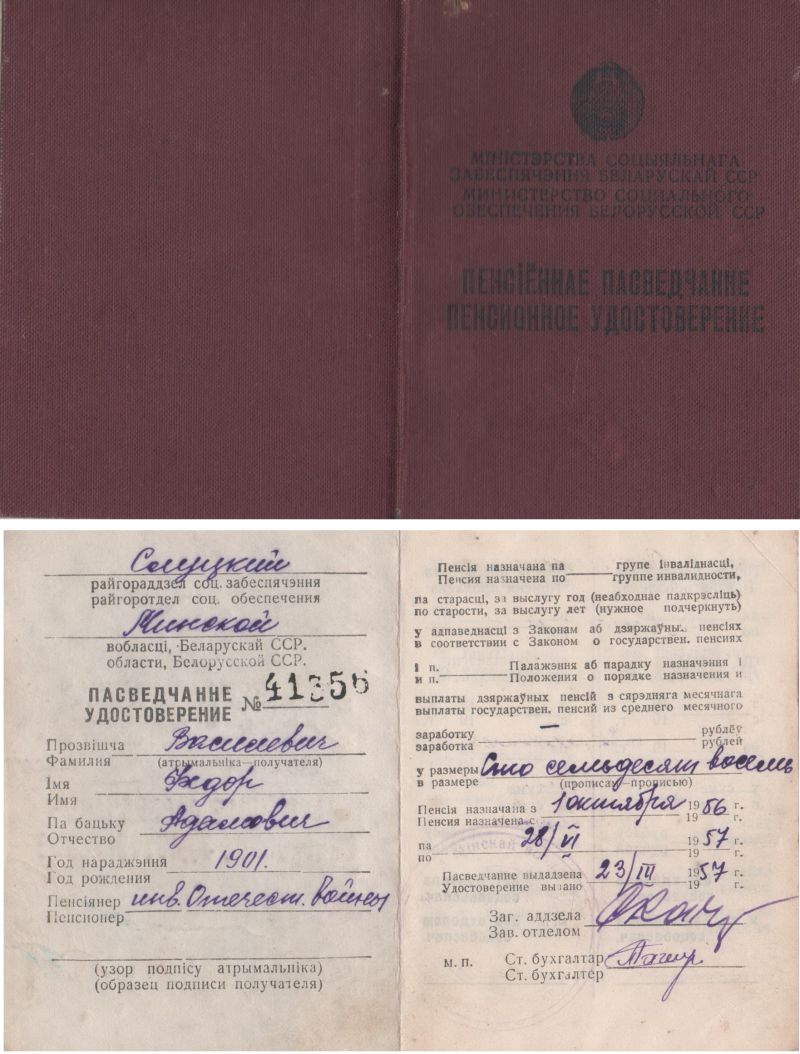 МІНІСТЭРСТВА СОЦЫЯЛЬНАГА
ЗАБЕСПЯЧЭННЯ БЕЛАРУСКАЙ ССР
МИНИСТЕРСТВО СОЦИАЛЬНОГО
ОБЕСПЕЧЕНИЯ БЕЛОРУССКОЙ ССР
ПЕНСІЁННАЕ ПАСВЕДЧАННЕ
ПЕНСИОННОЕ УДОСТОВЕРЕНИЕ
Слуцкий
райгораддзел соц. забеспячэння
райгоротдел соц. обеспечения
Минской
вобласці, Беларускай ССР.
области, Белорусской ССР.
ПАСВЕДЧАННЕ
УДОСТОВЕРЕНИЕ № 41356
Прозвішча Василевич
Фамилия (атрымальніка—получателя)
Імя Федор
Имя
Па бацьку Адамович
Отчество
Год нараджэння 1901.
Год рождения
Пенсіянер инв. Отечест. войны
Пенсионер
(узор подпісу атрымальніка)
(образец подписи получателя)
Пенсія назначана па групе інваліднасці,
Пенсия назначена по группе инвалидности,
па старасці, за выслугу год (неабходнае падкрэсліць)
по старости, за выслугу лет (нужное подчеркнуть)
у адпаведнасці з Законам аб дзяржаўн. пенсіях
в соответствии с Законом о государствен. пенсиях
і п. Палажэння аб парадку назначэння і
и п. Положения о порядке назначения и
выплаты дзяржаўных пенсій з сярэдняга месячнага
выплаты государствен. пенсий из среднего месячного
заработку — рублёў
заработка рублей
у размеры Сто семьдесят восемь
в размере (прописам—прописью)
Пенсія назначана з 1 октября 1956 г.
Пенсия назначена с 19 г.
па 28/VI 1957 г.
по 19 г.
Пасведчанне выдадзена 23/III 1957 г.
Удостоверение выдано 19 г.
Заг. аддзела
Зав. отделом
м. п. Ст. бухгалтар
Ст. бухгалтер